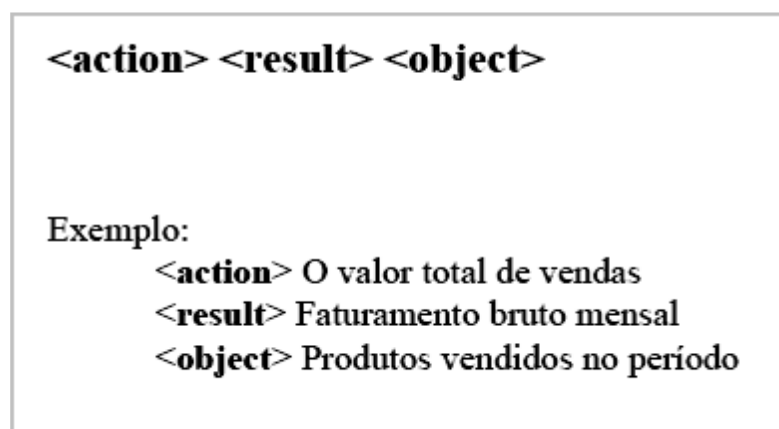 <action> <result> <object>
Exemplo:
<action> O valor total de vendas
<result> Faturamento bruto mensal
<object> Produtos vendidos no período